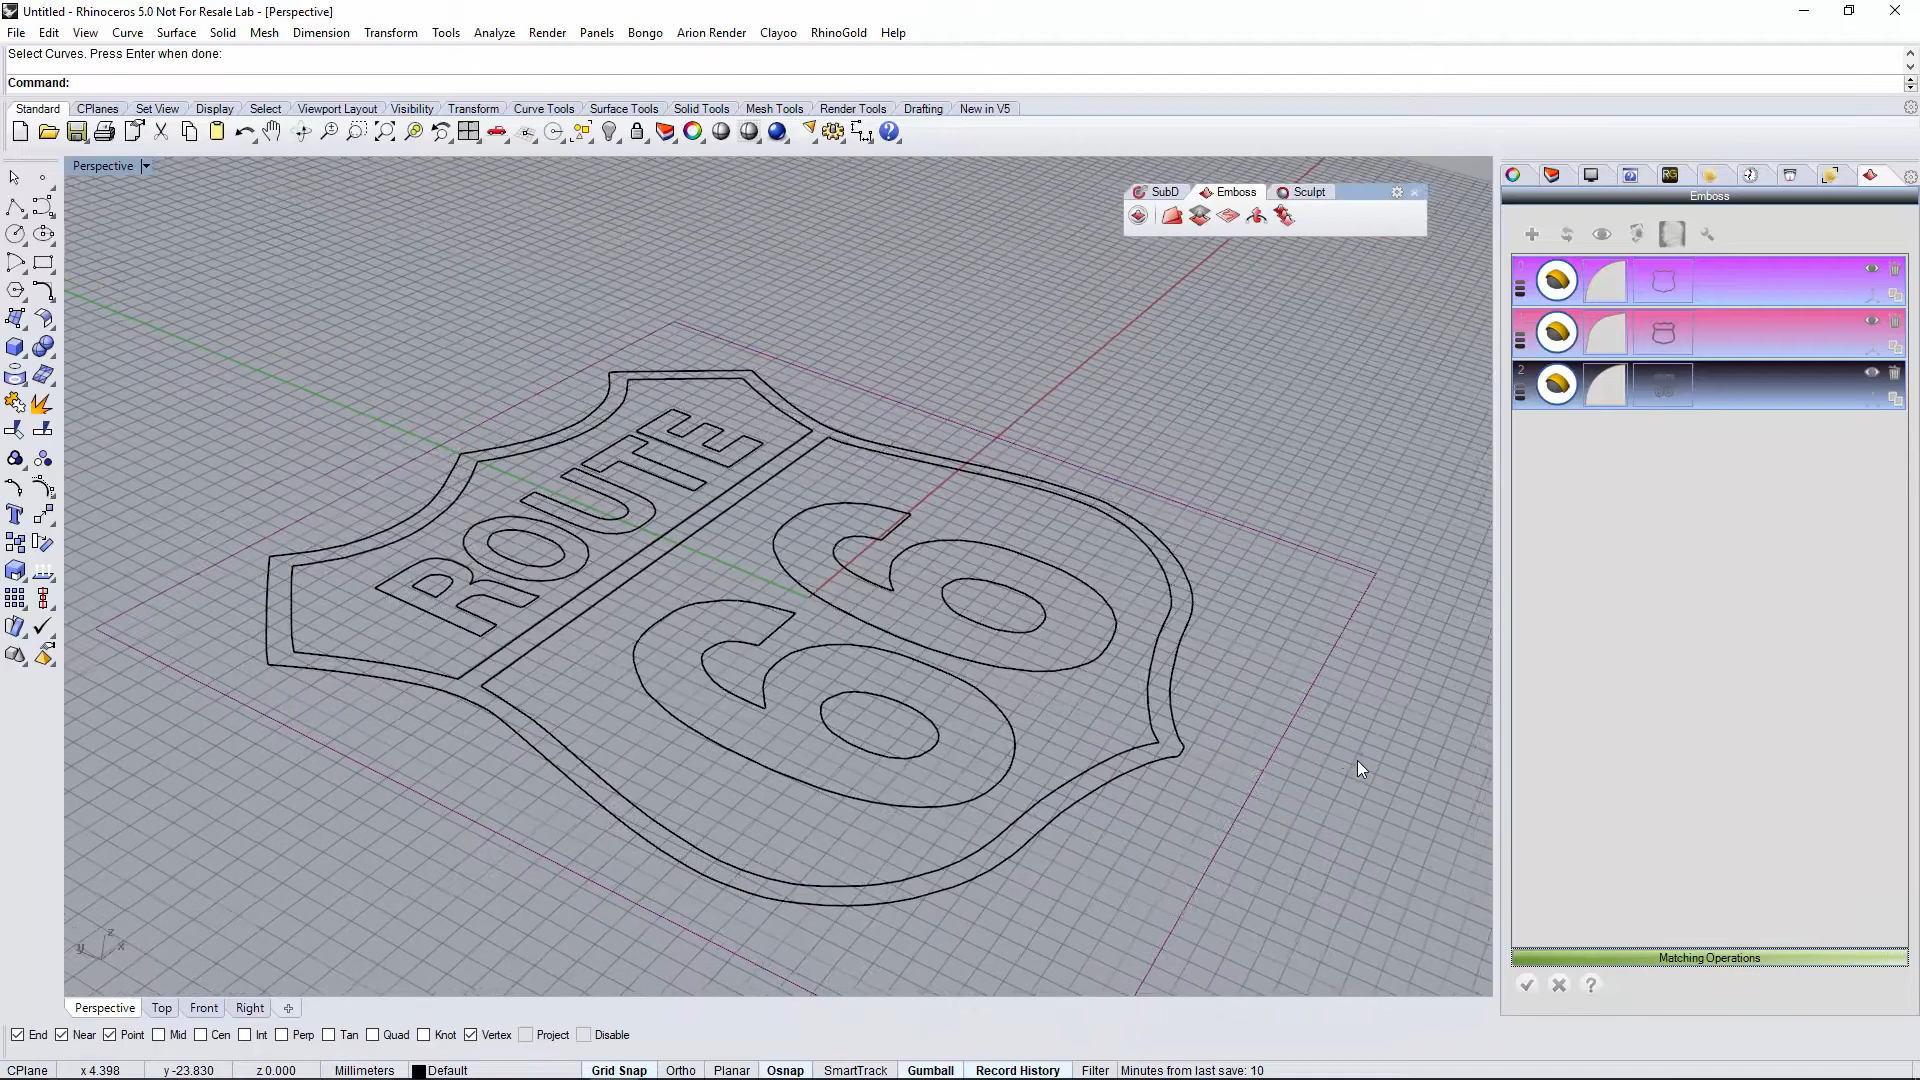 Untitled - Rhinoceros 5.0 Not For Resale Lab - [Perspective]
File Edit View Curve Surface Solid Mesh Dimension Transform Tools Analyze Render Panels Bongo Arion Render Clayoo RhinoGold Help
Select Curves. Press Enter when done:
Command:
Standard CPlanes Set View Display Select Viewport Layout Visibility Transform Curve Tools Surface Tools Solid Tools Mesh Tools Render Tools Drafting New in V5
Perspective
SubD Emboss Sculpt
Emboss
2
ROUTE
66
z
y x
Matching Operations
Perspective Top Front Right
End Near Point Mid Cen Int Perp Tan Quad Knot Vertex Project Disable
CPlane x 4.398 y -23.830 z 0.000 Millimeters Default Grid Snap Ortho Planar Osnap SmartTrack Gumball Record History Filter Minutes from last save: 10